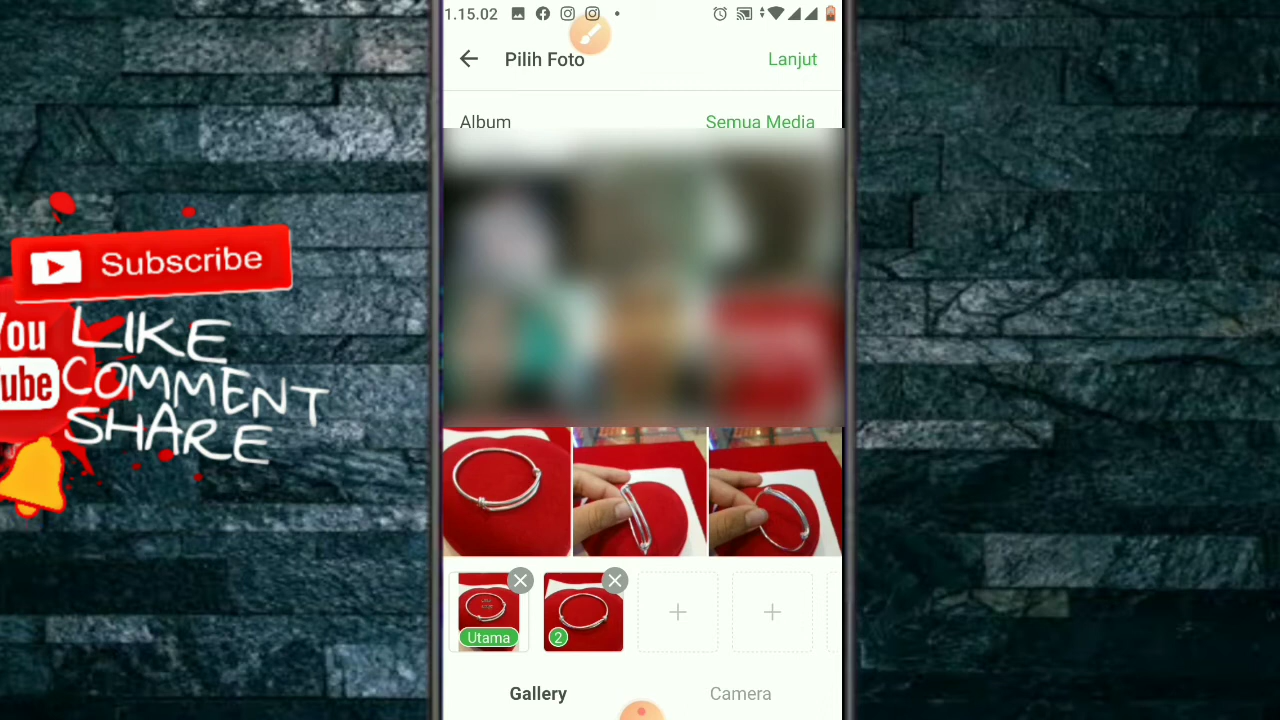 1.15.02
Pilih Foto
Lanjut
Album
Semua Media
Subscribe
You
Tube
LIKE
COMMENT
SHARE
Utama
2
Gallery
Camera